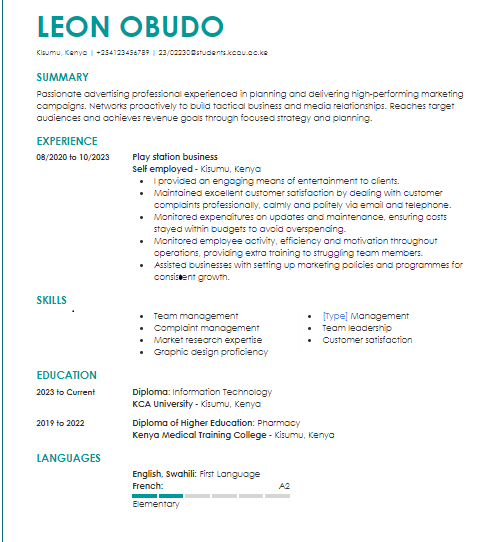 LEON OBUDO
Kisumu, Kenya | +254123456789 | 23/02230@students.kcau.ac.ke
SUMMARY
Passionate advertising professional experienced in planning and delivering high-performing marketing
campaigns. Networks proactively to build tactical business and media relationships. Reaches target
audiences and achieves revenue goals through focused strategy and planning.
EXPERIENCE
08/2020 to 10/2023 Play station business
Self employed - Kisumu, Kenya
• I provided an engaging means of entertainment to clients.
• Maintained excellent customer satisfaction by dealing with customer
complaints professionally, calmly and politely via email and telephone.
• Monitored expenditures on updates and maintenance, ensuring costs
stayed within budgets to avoid overspending.
• Monitored employee activity, efficiency and motivation throughout
operations, providing extra training to struggling team members.
• Assisted businesses with setting up marketing policies and programmes for
consistent growth.
SKILLS
• Team management
• Complaint management
• Market research expertise
• Graphic design proficiency
• [Type] Management
• Team leadership
• Customer satisfaction
EDUCATION
2023 to Current Diploma: Information Technology
KCA University - Kisumu, Kenya
2019 to 2022 Diploma of Higher Education: Pharmacy
Kenya Medical Training College - Kisumu, Kenya
LANGUAGES
English, Swahili: First Language
French: A2
Elementary